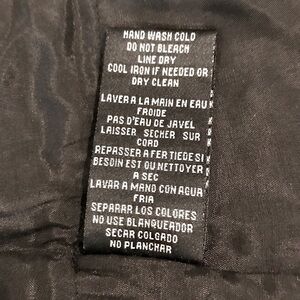 HAND WASH COLD
DO NOT BLEACH
LINE DRY
COOL IRON IF NEEDED OR
DRY CLEAN
LAVER A LA MAIN EN EAU
FROIDE
PAS D'EAU DE JAVEL
LAISSER SECHER SUR
CORD
REPASSER A FER TIEDE SI
BESOIN EST OU NETTOYER
A SEC
LAVAR A MANO CON AGUA
FRIA
SEPARAR LOS COLORES
NO USE BLANQUEADOR
SECAR COLGADO
NO PLANCHAR